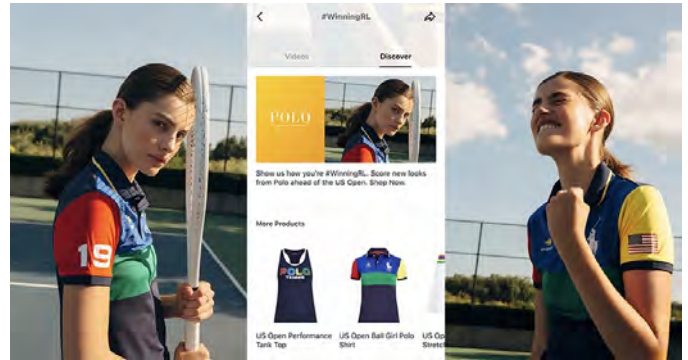 19
#WinningRL
Videos
Discover
POLO
Show us how you're #WinningRL. Score new looks
from Polo ahead of the US Open. Shop Now.
More Products
POLO
US Open Performance
Tank Top
US Open Ball Girl Polo
Shirt
US Op
Stretch